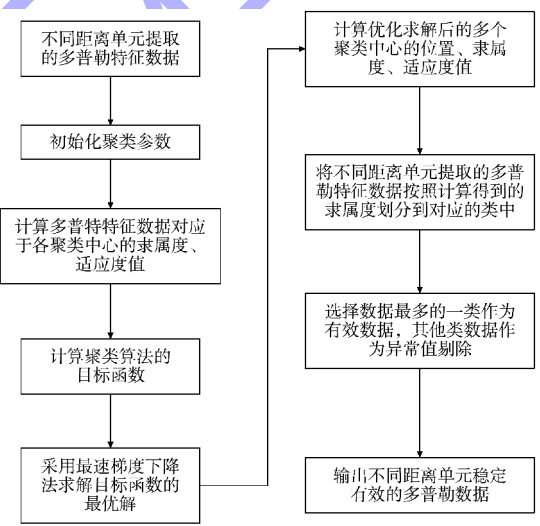 不同距离单元提取
的多普勒特征数据
初始化聚类参数
计算多普特特征数据对应
于各聚类中心的隶属度、
适应度值
计算聚类算法的
目标函数
采用最速梯度下降
法求解目标函数的
最优解
计算优化求解后的多个
聚类中心的位置、隶属
度、适应度值
将不同距离单元提取的多普
勒特征数据按照计算得到的
隶属度划分到对应的类中
选择数据最多的一类作为
有效数据，其他类数据作
为异常值剔除
输出不同距离单元稳定
有效的多普勒数据